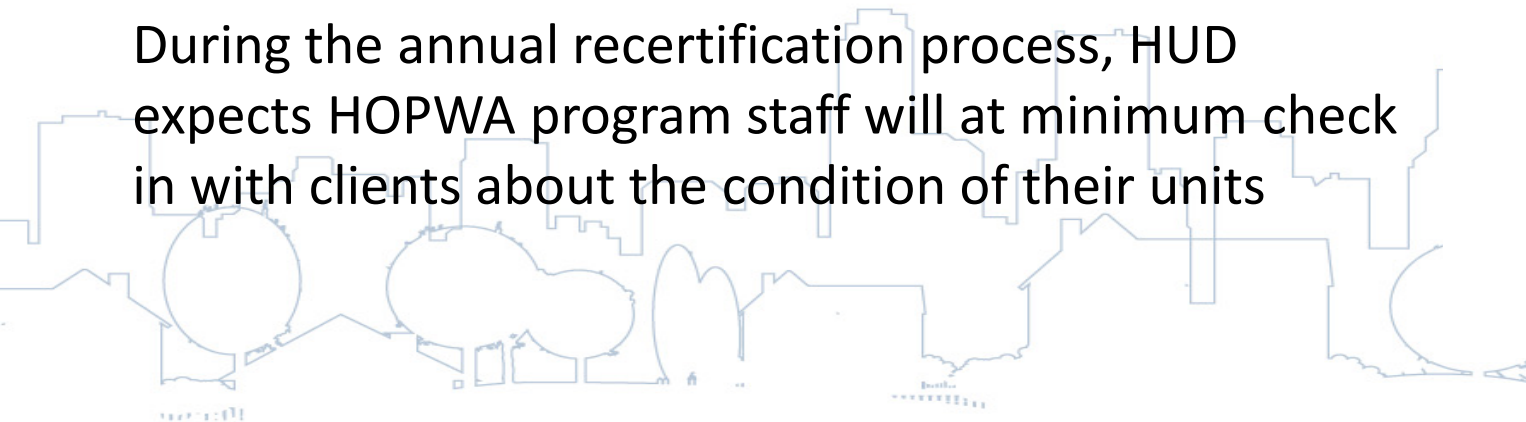 During the annual recertification process, HUD
expects HOPWA program staff will at minimum check
in with clients about the condition of their units